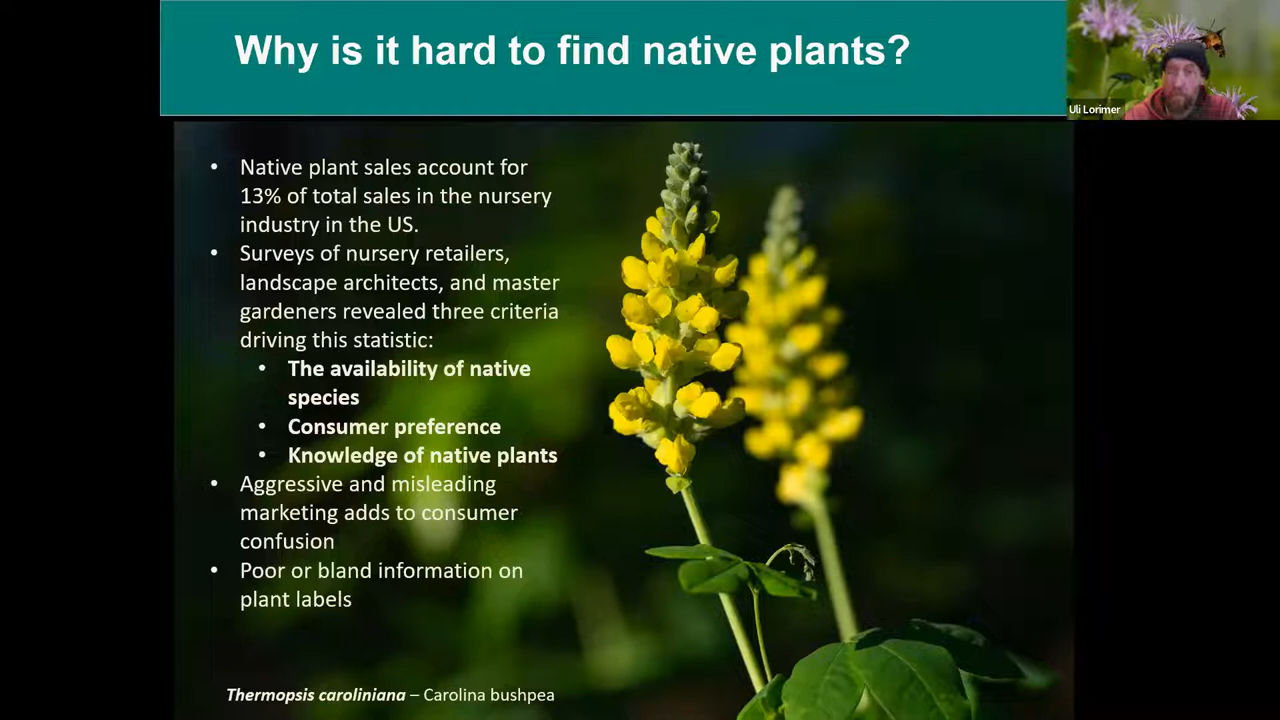 Why is it hard to find native plants?
Uli Lorimer
• Native plant sales account for
13% of total sales in the nursery
industry in the US.
• Surveys of nursery retailers,
landscape architects, and master
gardeners revealed three criteria
driving this statistic:
• The availability of native
species
• Consumer preference
• Knowledge of native plants
• Aggressive and misleading
marketing adds to consumer
confusion
• Poor or bland information on
plant labels
Thermopsis caroliniana – Carolina bushpea